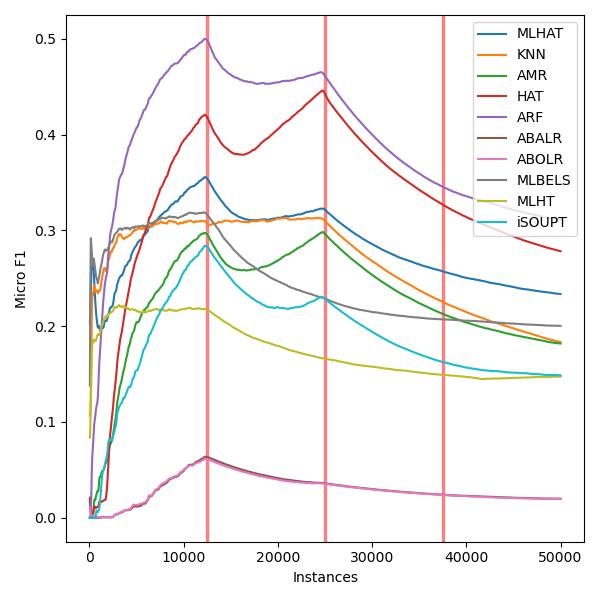 0.5
0.4
0.3
0.2
0.1
0.0
Micro F1
0
10000
20000
30000
40000
50000
Instances
MLHAT
KNN
AMR
HAT
ARF
ABALR
ABOLR
MLBELS
MLHT
iSOUPT